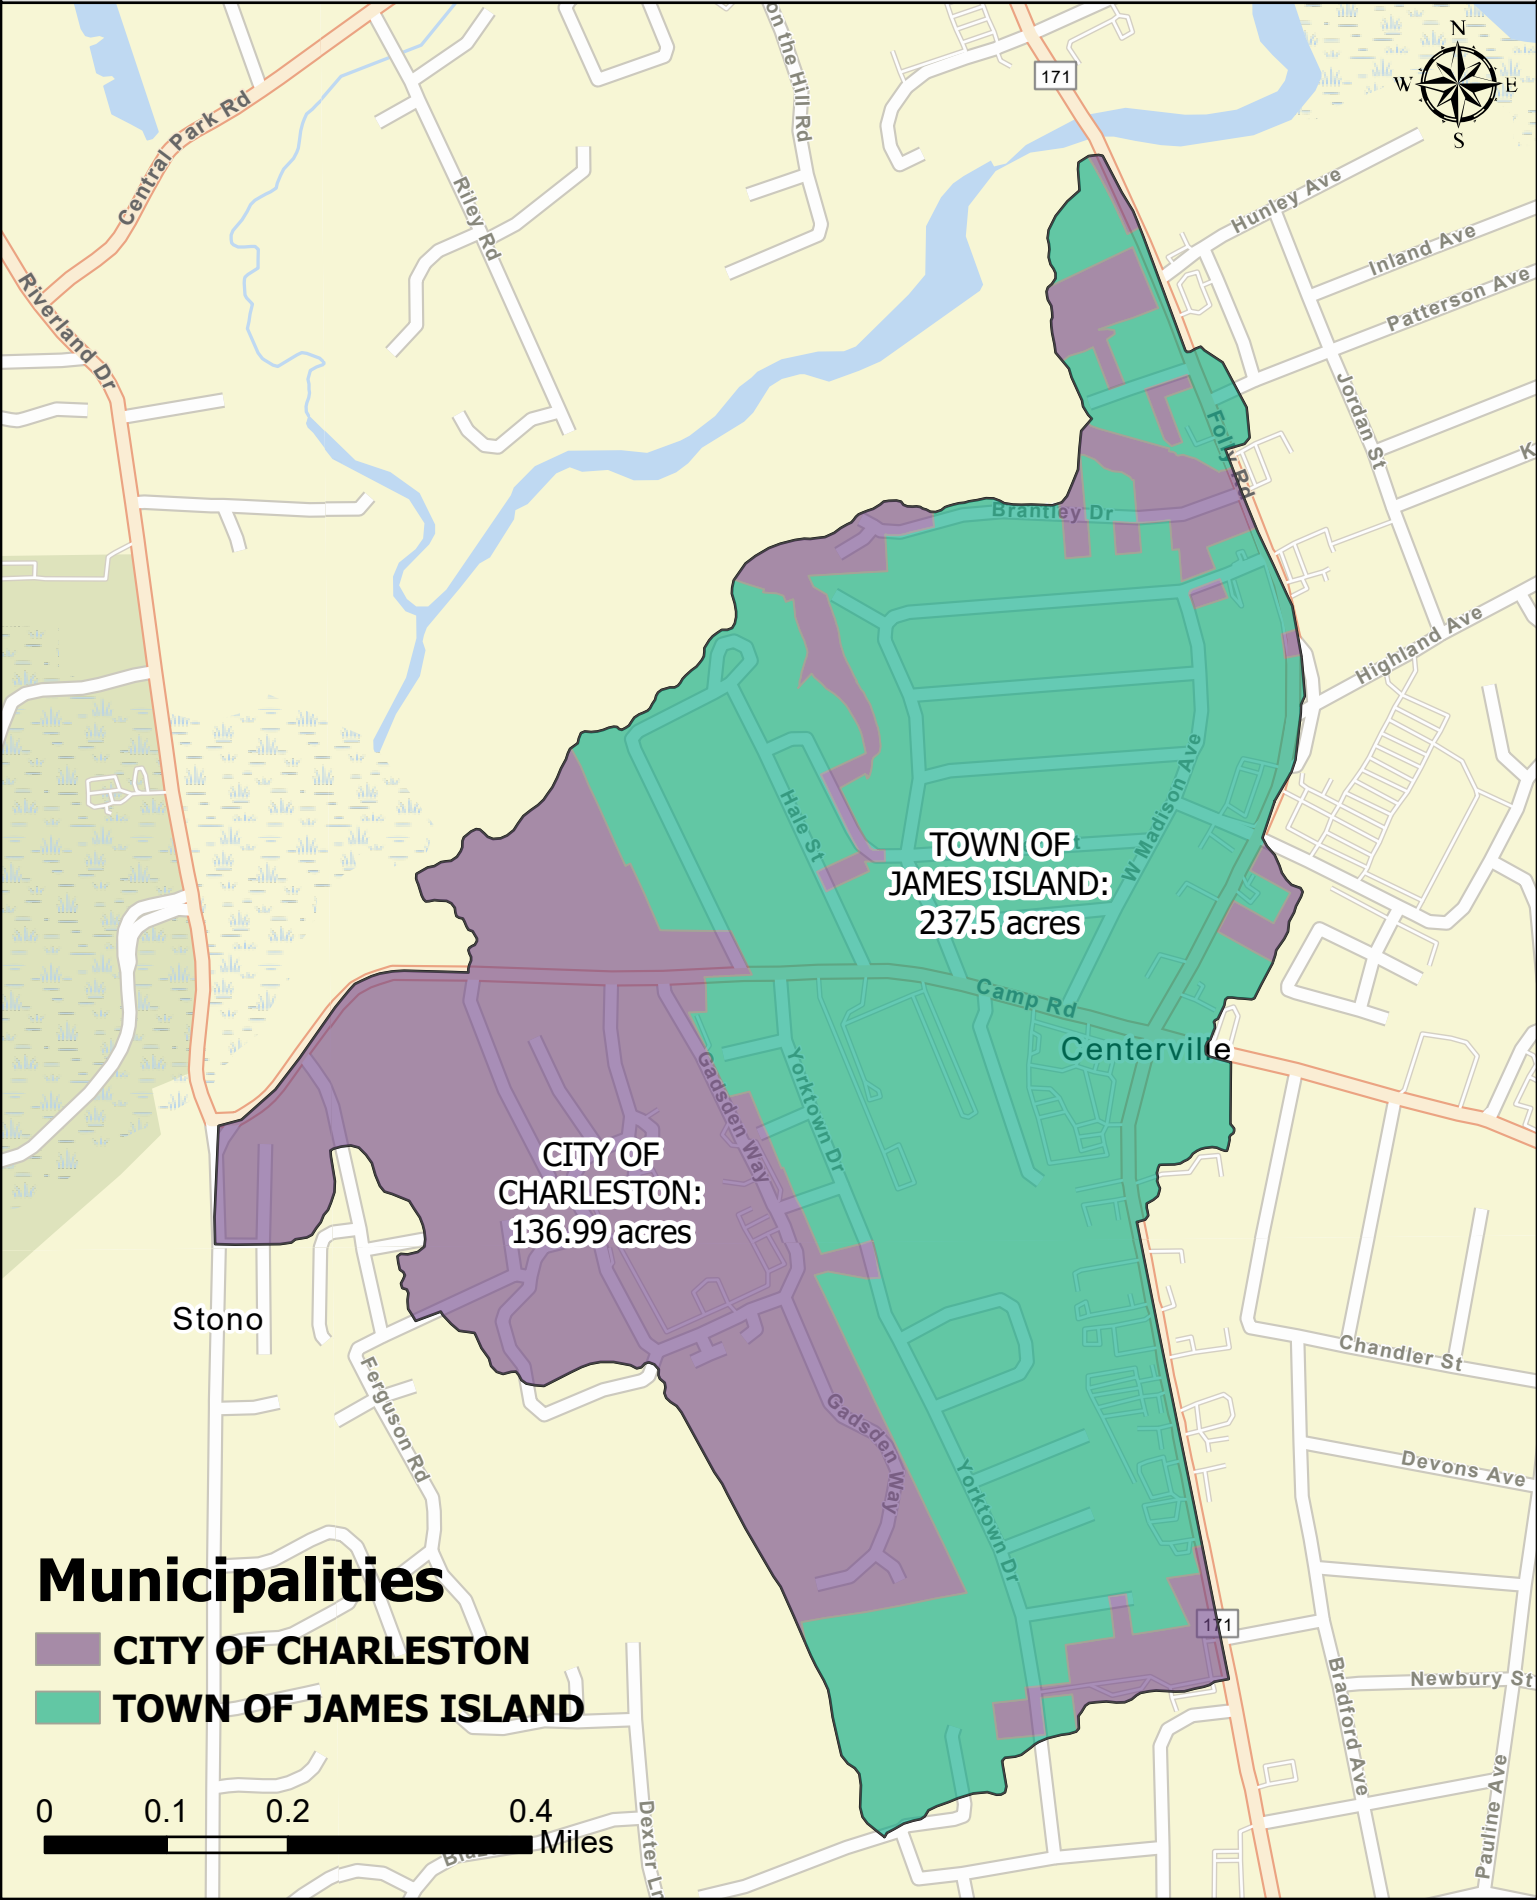 on the Hill Rd
171
N
W
E
S
Central Park Rd
Riley Rd
Hunley Ave
Inland Ave
Patterson Ave
Riverland Dr
Jordan St
Folly Rd
K
Brantley Dr
Highland Ave
Hale St
W Madison Ave
TOWN OF
JAMES ISLAND:
237.5 acres
t
Camp Rd
Centerville
Gadsden Way
Yorktown Dr
CITY OF
CHARLESTON:
136.99 acres
Stono
Chandler St
Ferguson Rd
Gadsden Way
Yorktown Dr
Devons Ave
Municipalities
CITY OF CHARLESTON
TOWN OF JAMES ISLAND
171
Bradford Ave
Newbury St
Pauline Ave
0 0.1 0.2 0.4
Miles
Dexter Ln